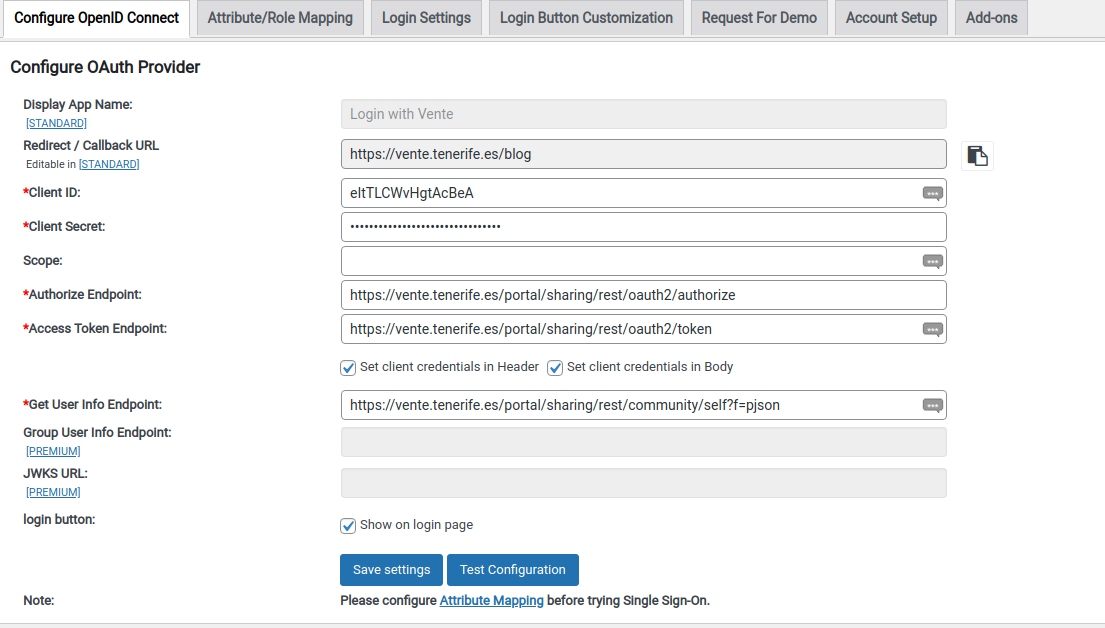 Configure OpenID Connect Attribute/Role Mapping Login Settings Login Button Customization Request For Demo Account Setup Add-ons
Configure OAuth Provider
Display App Name: Login with Vente
[STANDARD]
Redirect / Callback URL https://vente.tenerife.es/blog
Editable in [STANDARD]
*Client ID: eItTLCWvHgtAcBeA
*Client Secret: ••••••••••••••••••••••••••••••••
Scope:
*Authorize Endpoint: https://vente.tenerife.es/portal/sharing/rest/oauth2/authorize
*Access Token Endpoint: https://vente.tenerife.es/portal/sharing/rest/oauth2/token
Set client credentials in Header Set client credentials in Body
*Get User Info Endpoint: https://vente.tenerife.es/portal/sharing/rest/community/self?f=pjson
Group User Info Endpoint:
[PREMIUM]
JWKS URL:
[PREMIUM]
login button: Show on login page
Save settings Test Configuration
Note: Please configure Attribute Mapping before trying Single Sign-On.